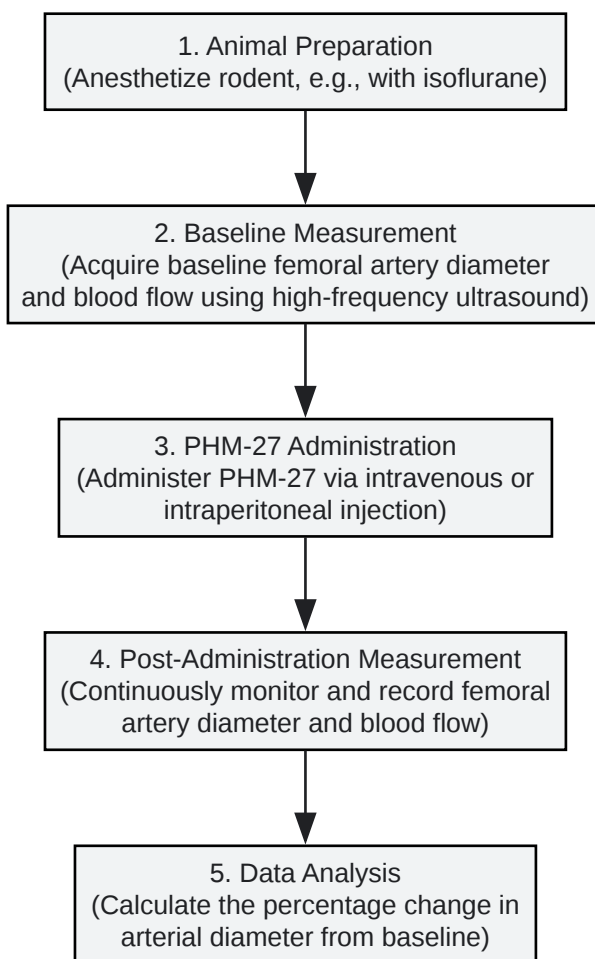 1. Animal Preparation
(Anesthetize rodent, e.g., with isoflurane)
2. Baseline Measurement
(Acquire baseline femoral artery diameter
and blood flow using high-frequency ultrasound)
3. PHM-27 Administration
(Administer PHM-27 via intravenous or
intraperitoneal injection)
4. Post-Administration Measurement
(Continuously monitor and record femoral
artery diameter and blood flow)
5. Data Analysis
(Calculate the percentage change in
arterial diameter from baseline)